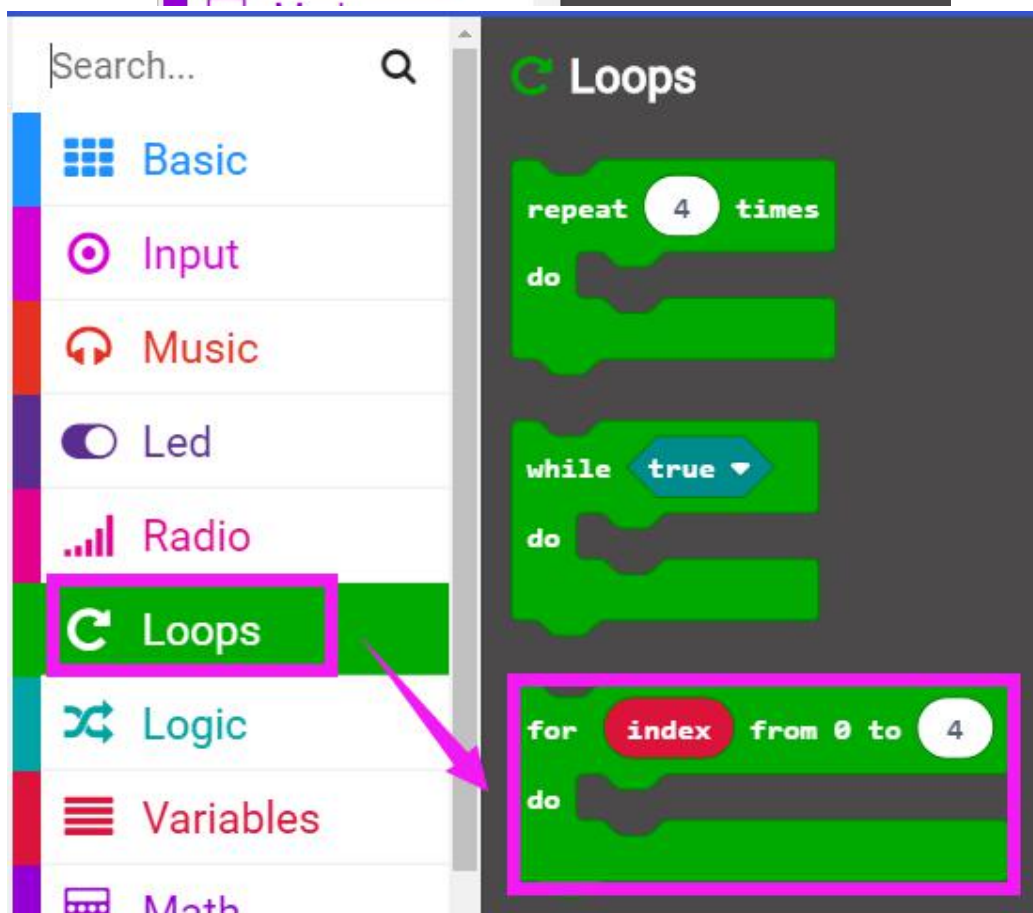 Search...
Basic
Input
Music
Led
Radio
Loops
Logic
Variables
Math
Loops
repeat 4 times
do
while true
do
for index from 0 to 4
do